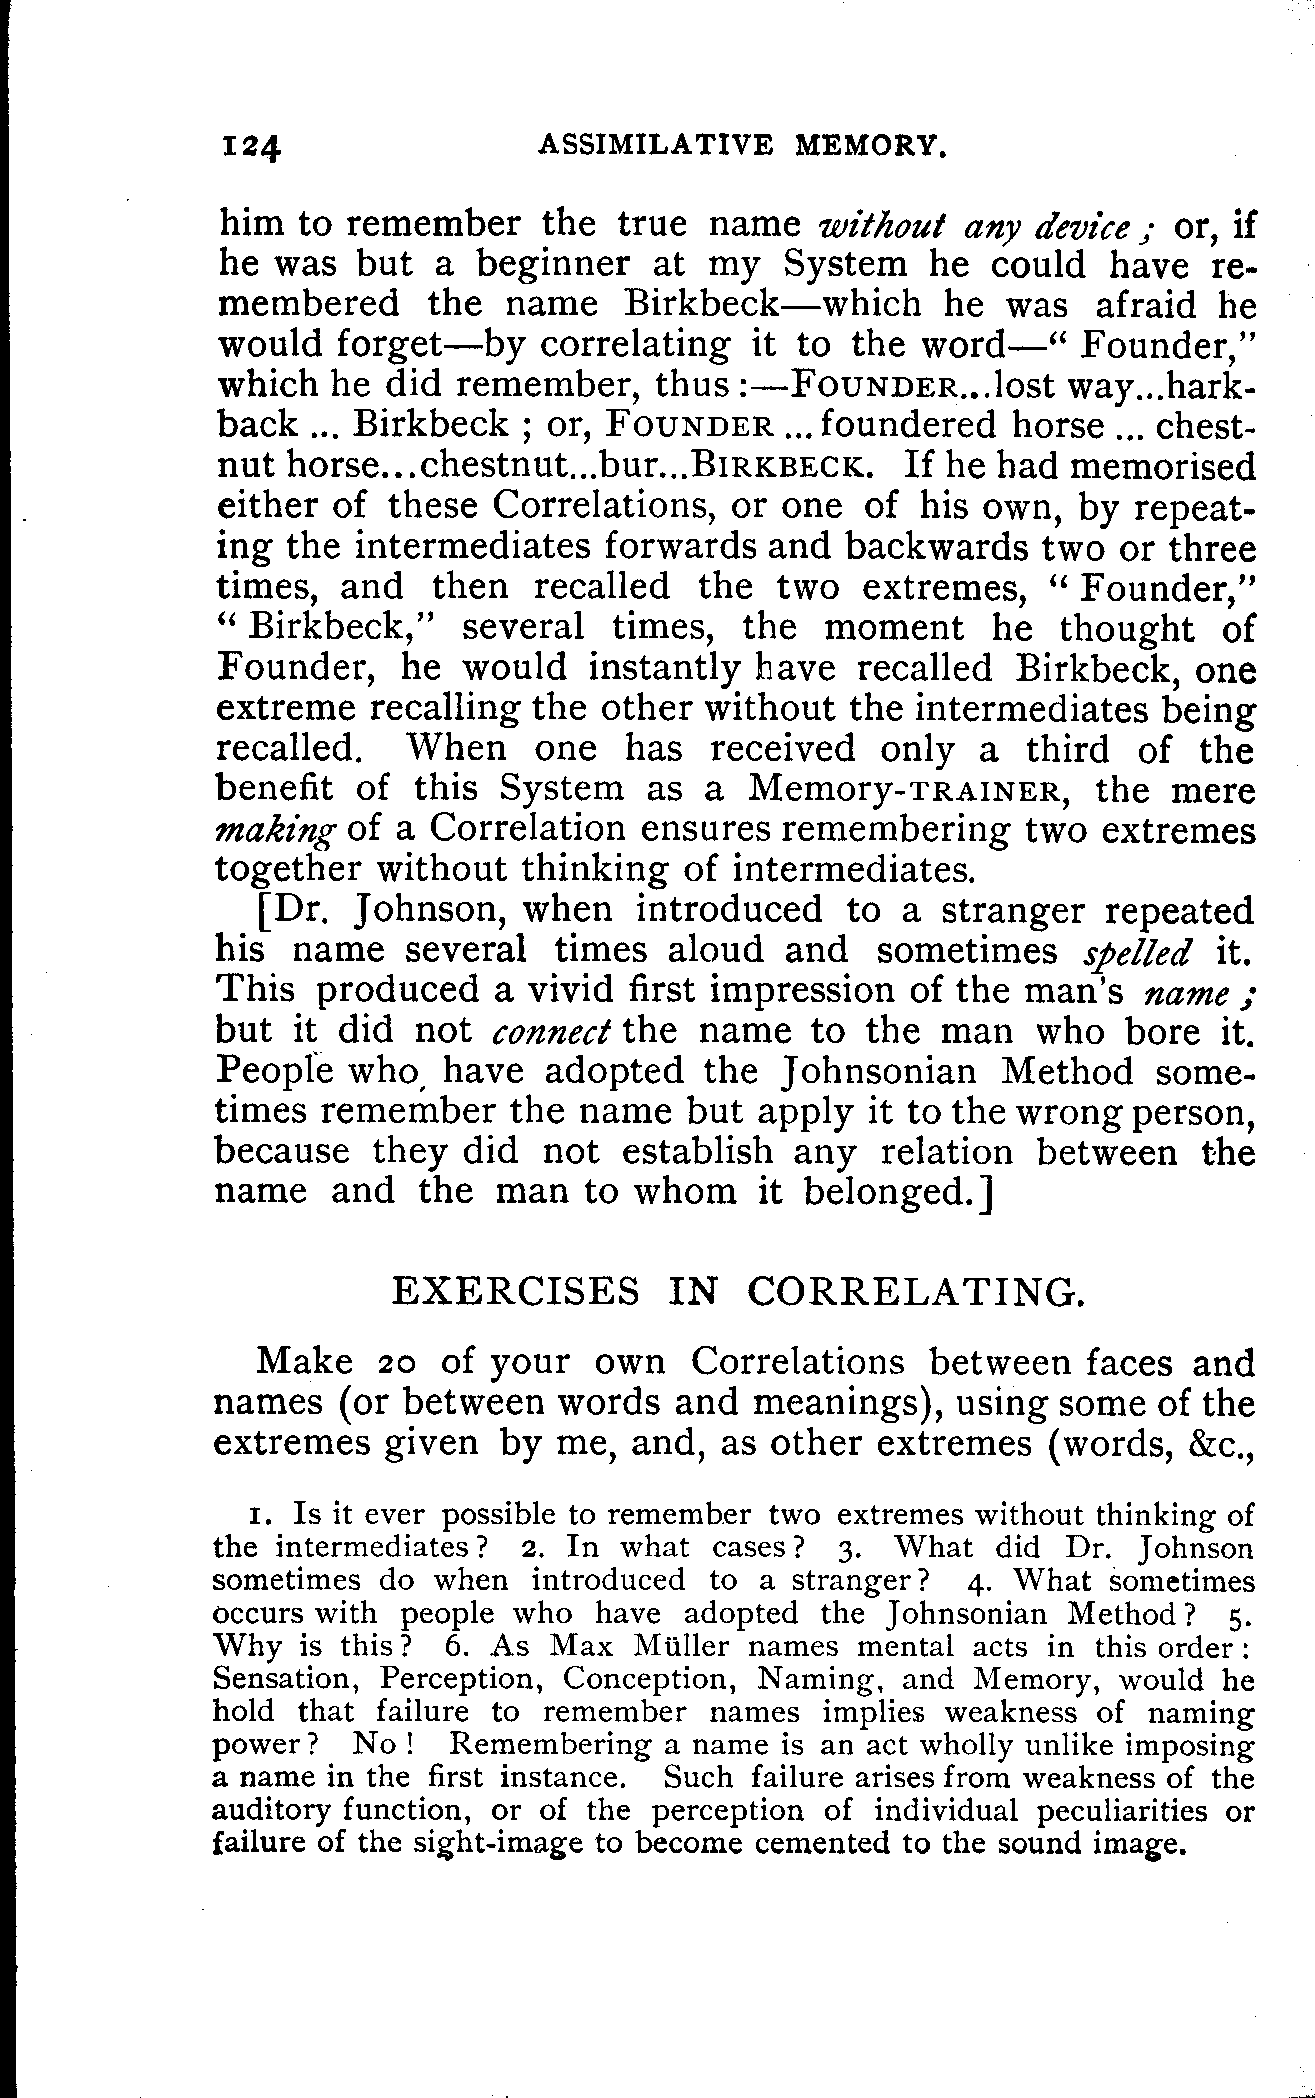 124 ASSIMILATIVE MEMORY.
him to remember the true name without any device; or, if
he was but a beginner at my System he could have re-
membered the name Birkbeck—which he was afraid he
would forget—by correlating it to the word—“ Founder,”
which he did remember, thus :—FOUNDER...lost way...hark-
back ... Birkbeck ; or, FOUNDER ... foundered horse ... chest-
nut horse...chestnut...bur...BIRKBECK. If he had memorised
either of these Correlations, or one of his own, by repeat-
ing the intermediates forwards and backwards two or three
times, and then recalled the two extremes, “ Founder,”
“ Birkbeck,” several times, the moment he thought of
Founder, he would instantly have recalled Birkbeck, one
extreme recalling the other without the intermediates being
recalled. When one has received only a third of the
benefit of this System as a Memory-TRAINER, the mere
making of a Correlation ensures remembering two extremes
together without thinking of intermediates.
[Dr. Johnson, when introduced to a stranger repeated
his name several times aloud and sometimes spelled it.
This produced a vivid first impression of the man's name;
but it did not connect the name to the man who bore it.
People who have adopted the Johnsonian Method some-
times remember the name but apply it to the wrong person,
because they did not establish any relation between the
name and the man to whom it belonged.]
EXERCISES IN CORRELATING.
Make 20 of your own Correlations between faces and
names (or between words and meanings), using some of the
extremes given by me, and, as other extremes (words, &c.,
1. Is it ever possible to remember two extremes without thinking of
the intermediates? 2. In what cases? 3. What did Dr. Johnson
sometimes do when introduced to a stranger? 4. What sometimes
occurs with people who have adopted the Johnsonian Method? 5.
Why is this? 6. As Max Müller names mental acts in this order:
Sensation, Perception, Conception, Naming, and Memory, would he
hold that failure to remember names implies weakness of naming
power? No! Remembering a name is an act wholly unlike imposing
a name in the first instance. Such failure arises from weakness of the
auditory function, or of the perception of individual peculiarities or
failure of the sight-image to become cemented to the sound image.